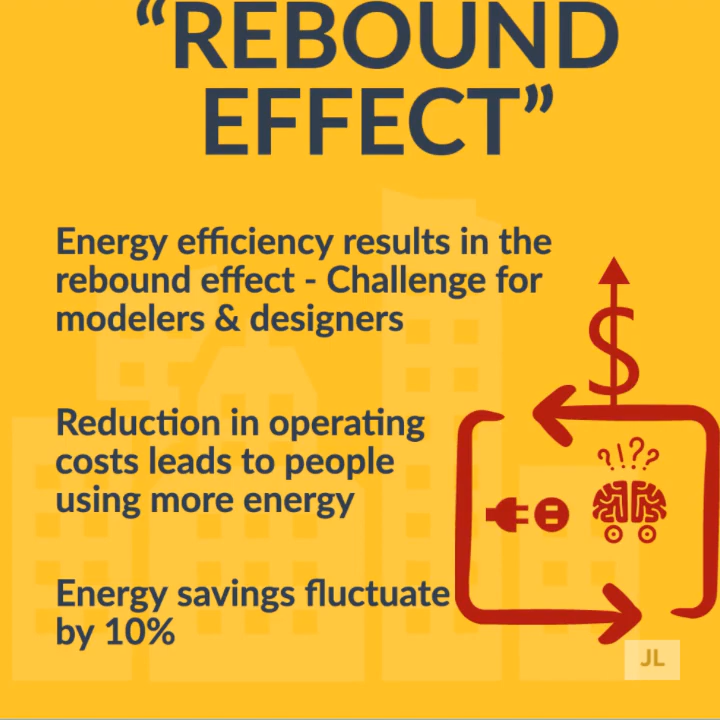 “REBOUND
EFFECT”
Energy efficiency results in the
rebound effect - Challenge for
modelers & designers
Reduction in operating
costs leads to people
using more energy
Energy savings fluctuate
by 10%
$
?!??
JL